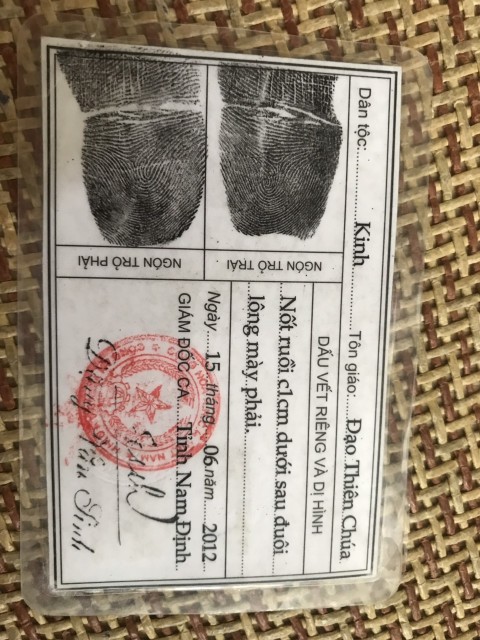 Dân tộc: Kinh Tôn giáo: Đạo Thiên Chúa
DẤU VẾT RIÊNG VÀ DỊ HÌNH
NGÓN TRỎ TRÁI
Nốt ruồi c1cm dưới sau đuôi
lông mày phải.
NGÓN TRỎ PHẢI
Ngày 15 tháng 06 năm 2012
GIÁM ĐỐC CA Tỉnh Nam Định